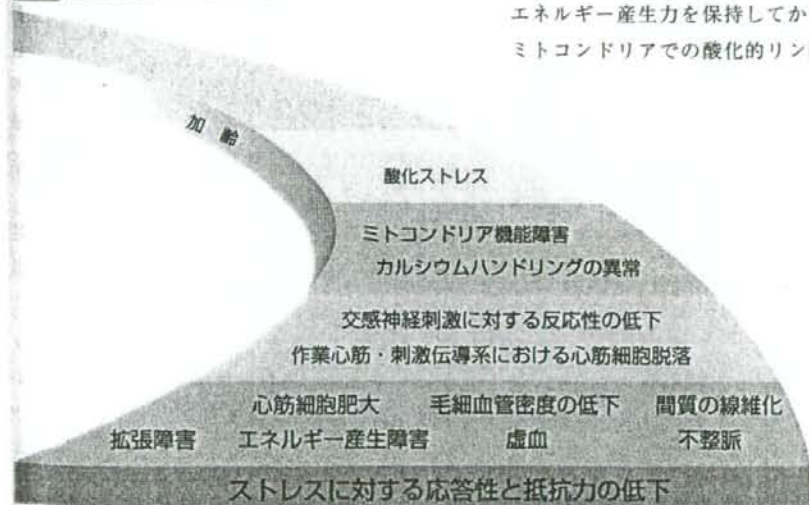 エネルギー産生力を保持してか
ミトコンドリアでの酸化的リン
加齢
酸化ストレス
ミトコンドリア機能障害
カルシウムハンドリングの異常
交感神経刺激に対する反応性の低下
作業心筋・刺激伝導系における心筋細胞脱落
心筋細胞肥大 毛細血管密度の低下 間質の線維化
拡張障害 エネルギー産生障害 虚血 不整脈
ストレスに対する応答性と抵抗力の低下